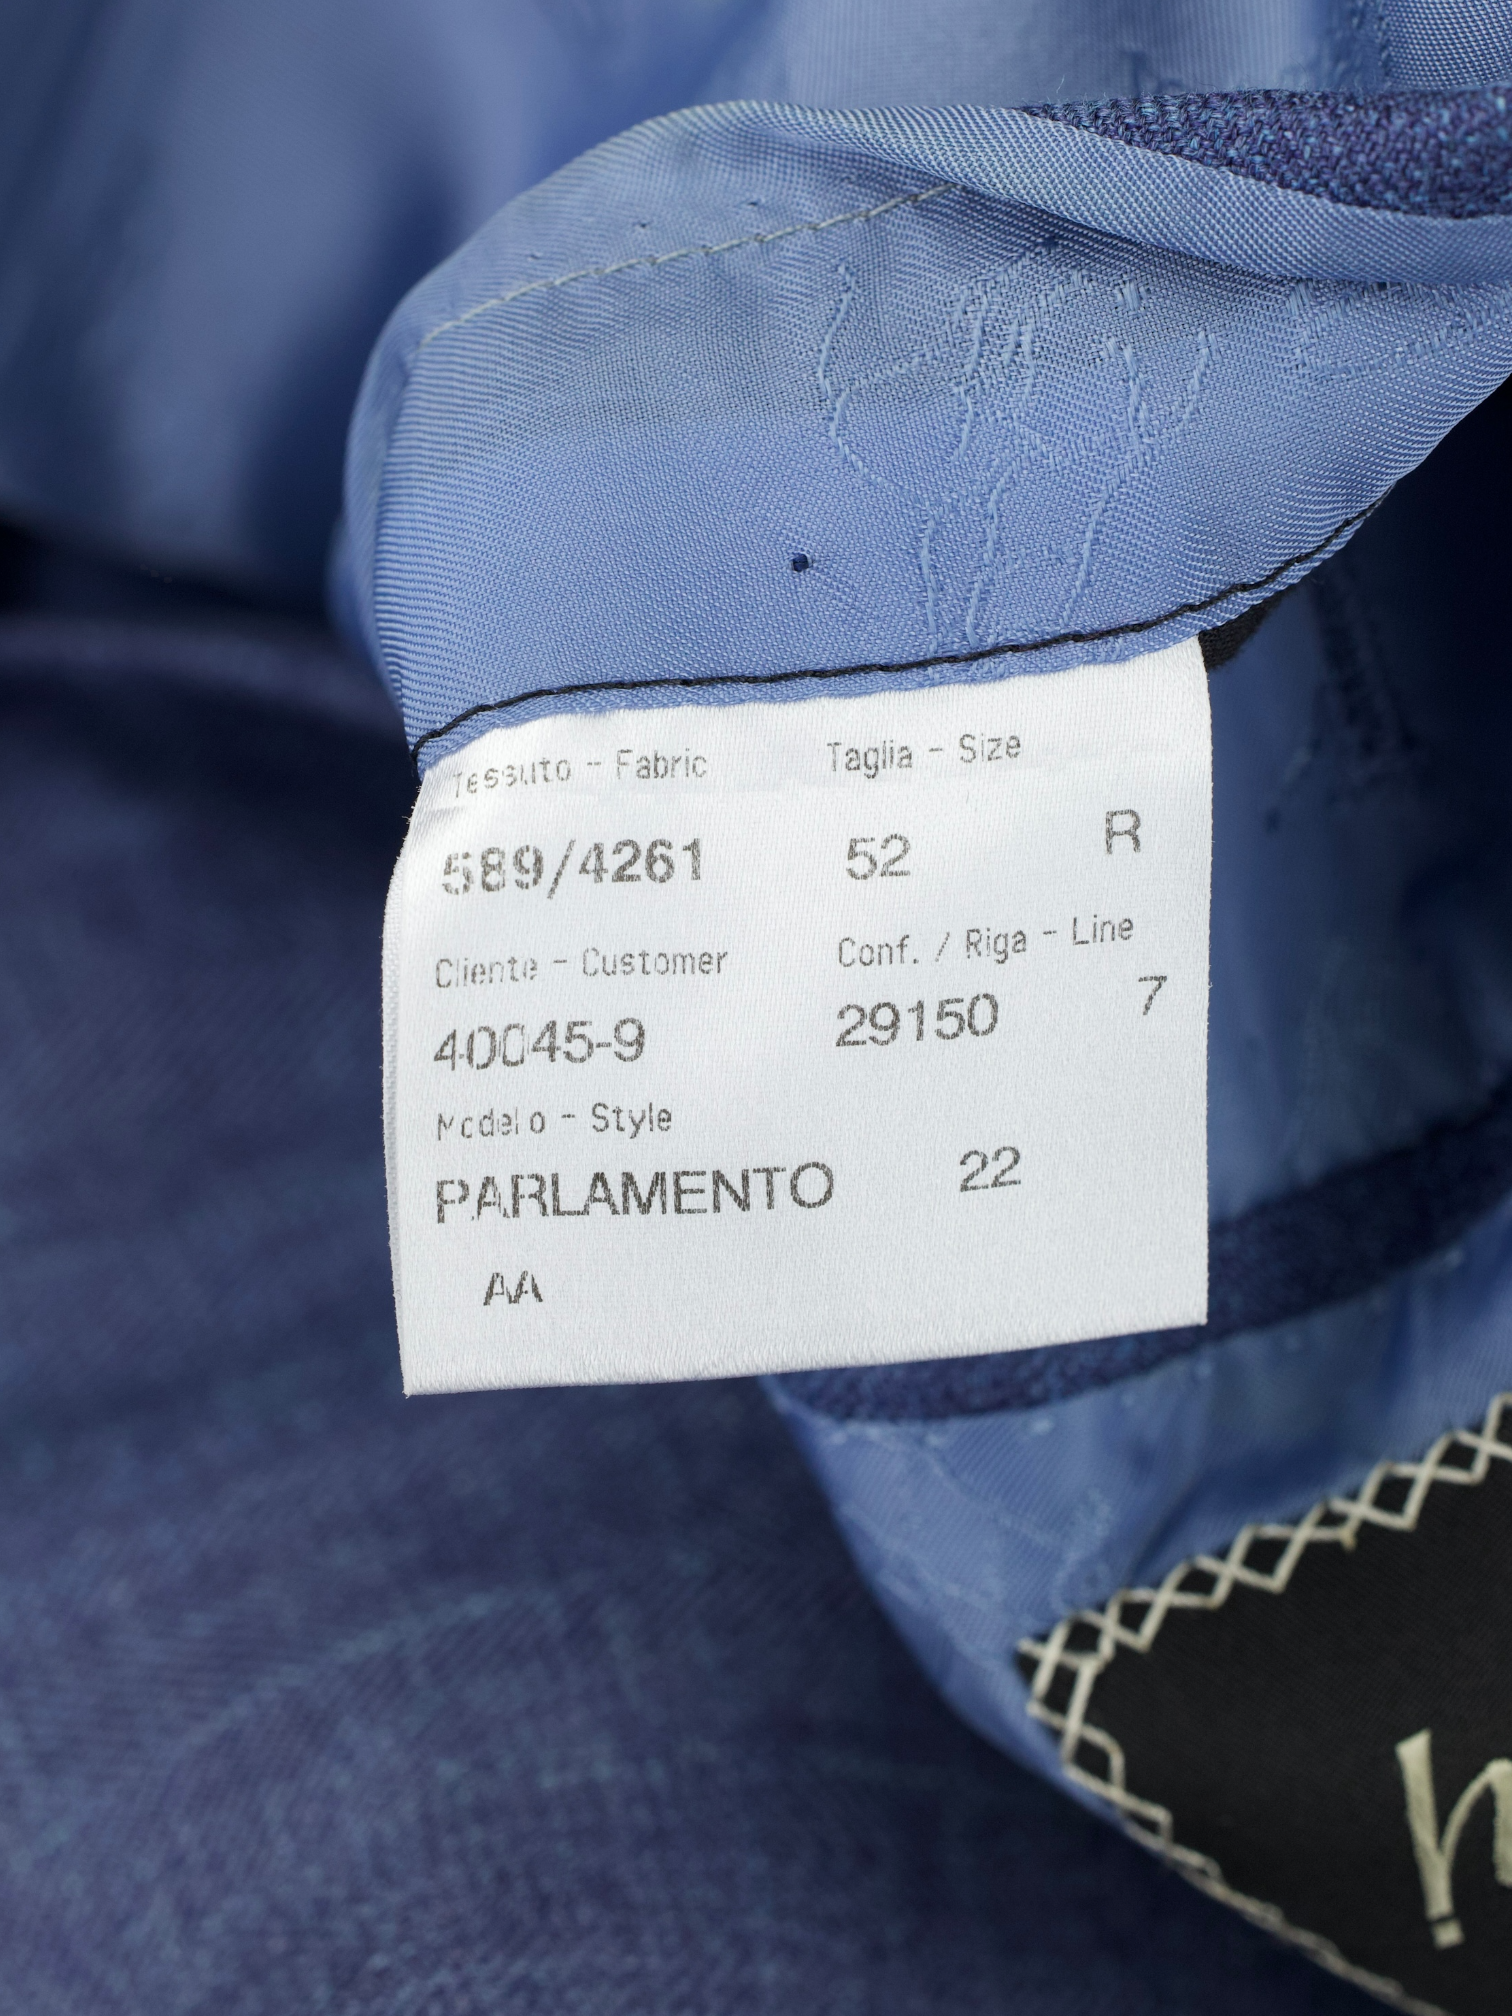 Tessuto - Fabric Taglia - Size
589/4261 52 R
Cliente - Customer Conf. / Riga - Line
40045-9 29150 7
Modello - Style
PARLAMENTO 22
AA